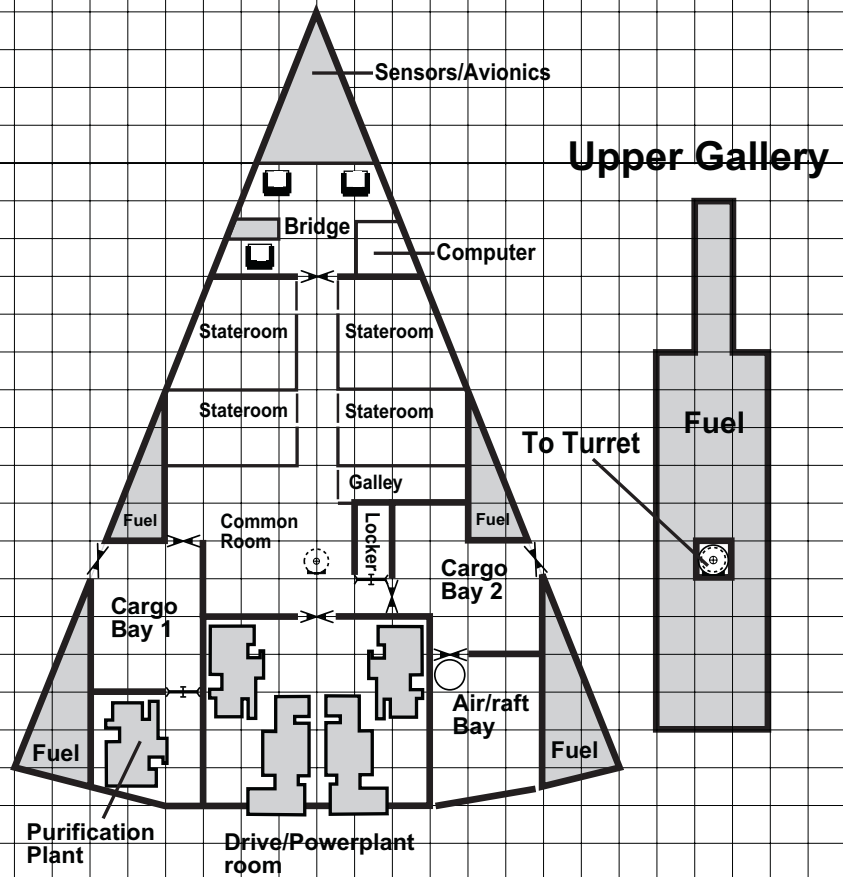 Sensors/Avionics
Upper Gallery
Bridge
Computer
Stateroom
Stateroom
Stateroom
Stateroom
Fuel
To Turret
Galley
Fuel
Common
Room
Locker
Fuel
Cargo
Bay 2
Cargo
Bay 1
Air/raft
Bay
Fuel
Fuel
Purification
Plant
Drive/Powerplant
room